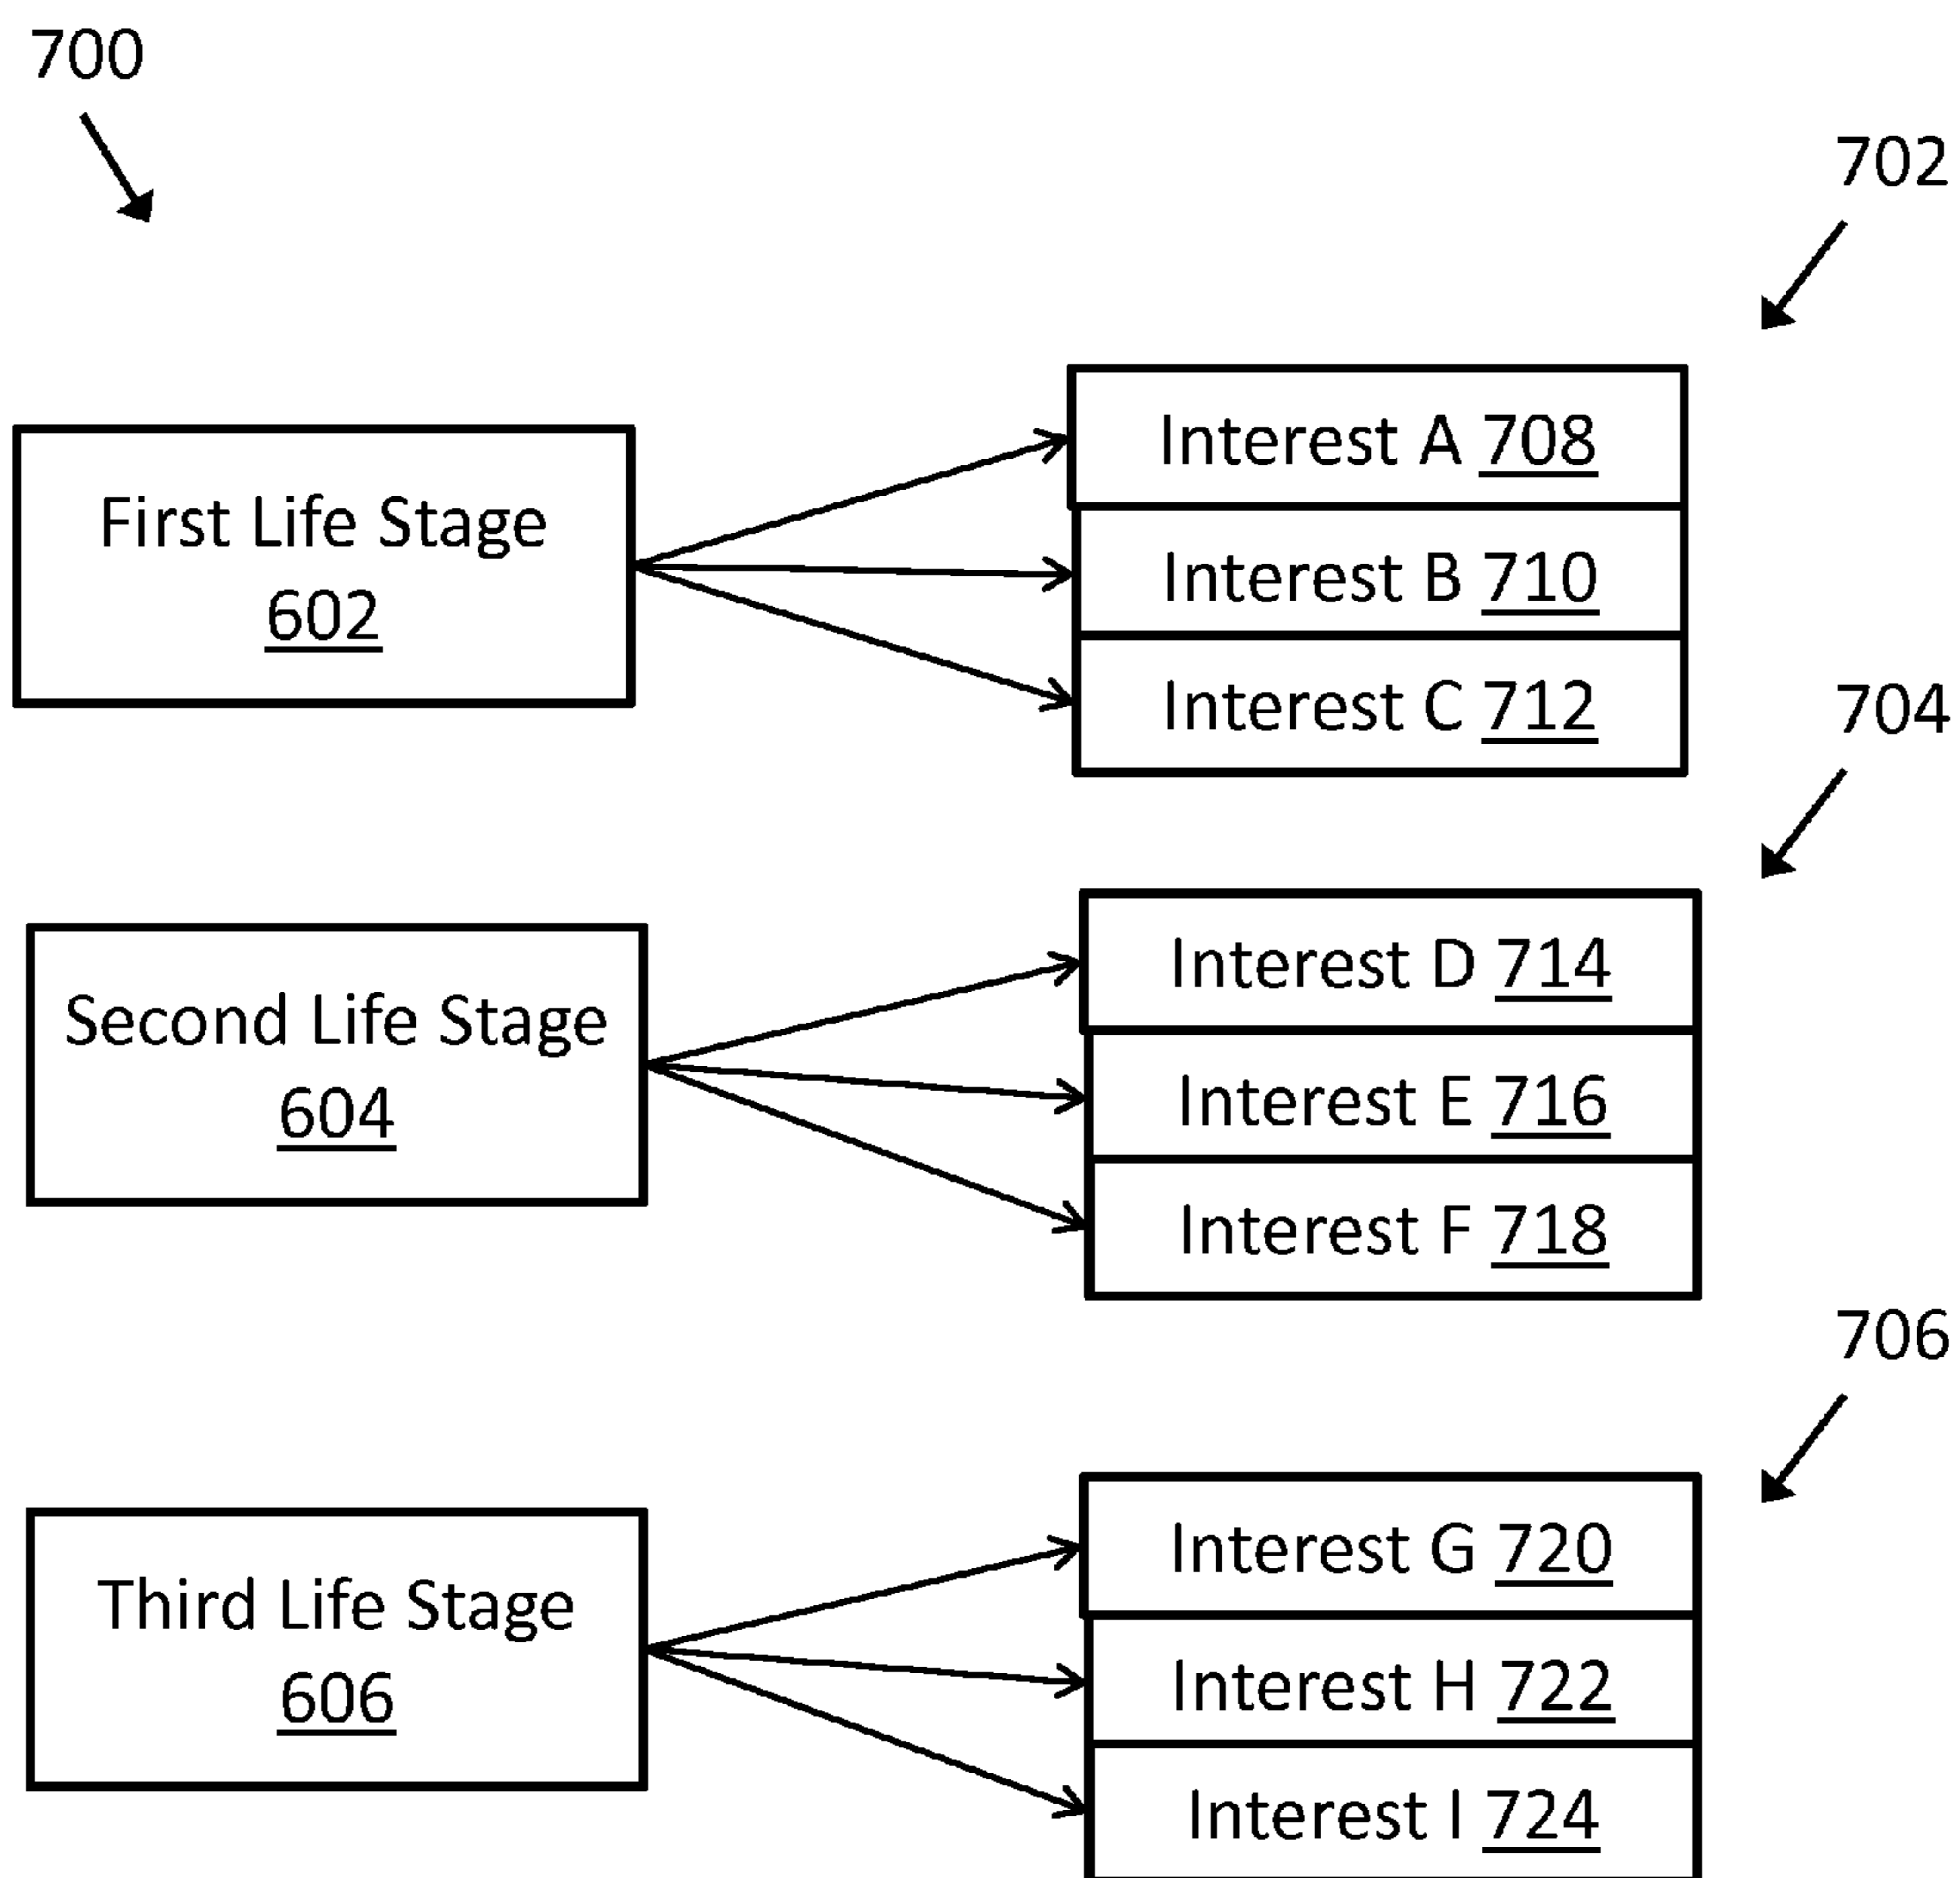 700
702
Interest A 708
First Life Stage
602
Interest B 710
Interest C 712
704
Interest D 714
Second Life Stage
604
Interest E 716
Interest F 718
706
Interest G 720
Third Life Stage
606
Interest H 722
Interest I 724